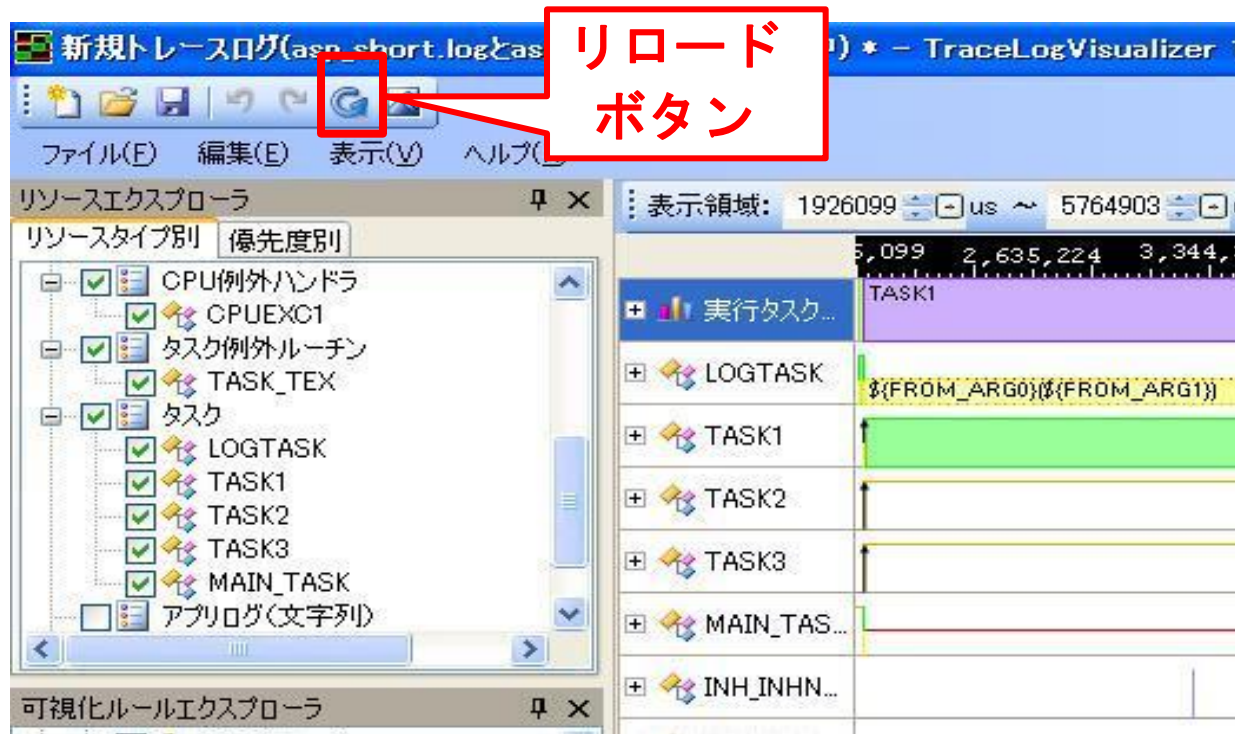 新規トレースログ(asp_short.logとas
) * - TraceLogVisualizer
リロード
ボタン
ファイル(F) 編集(E) 表示(V) ヘルプ(
リソースエクスプローラ
リソースタイプ別 優先度別
CPU例外ハンドラ
CPUEXC1
タスク例外ルーチン
TASK_TEX
タスク
LOGTASK
TASK1
TASK2
TASK3
MAIN_TASK
アプリログ(文字列)
可視化ルールエクスプローラ
表示領域: 1926099 us ~ 5764903
5,099 2,635,224 3,344,
実行タスク...
TASK1
LOGTASK
${FROM_ARG0}(${FROM_ARG1})
TASK1
TASK2
TASK3
MAIN_TAS...
INH_INHN...